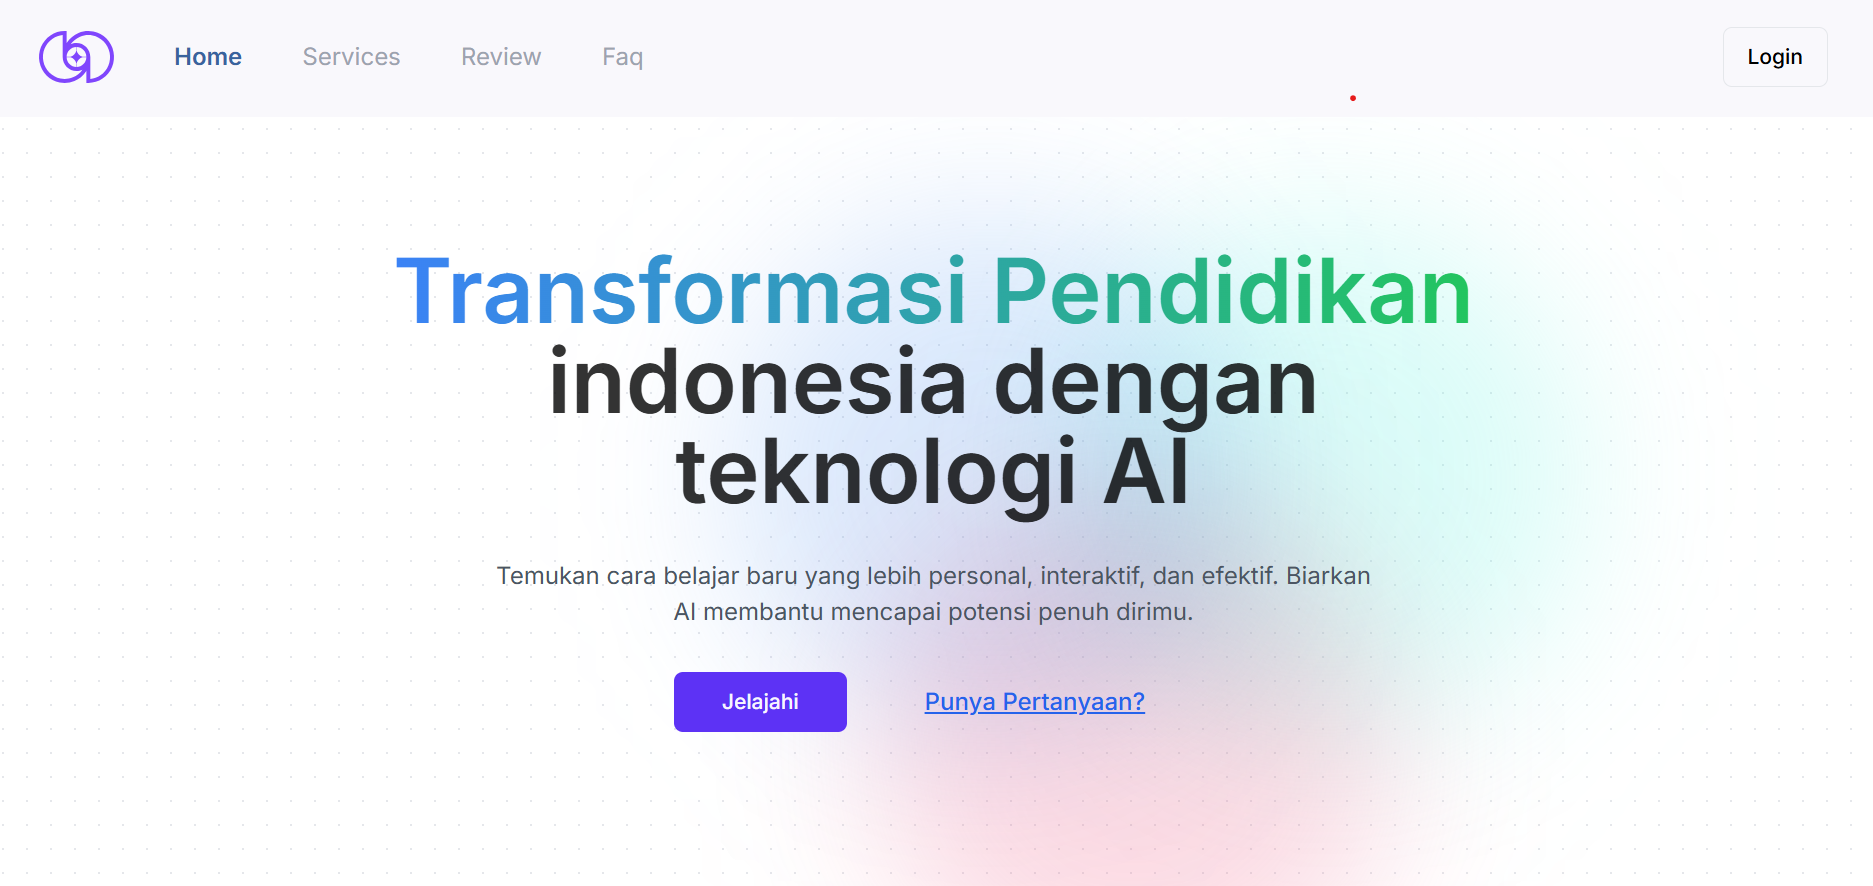 Home Services Review Faq Login
Transformasi Pendidikan
indonesia dengan
teknologi AI
Temukan cara belajar baru yang lebih personal, interaktif, dan efektif. Biarkan
AI membantu mencapai potensi penuh dirimu.
Jelajahi Punya Pertanyaan?